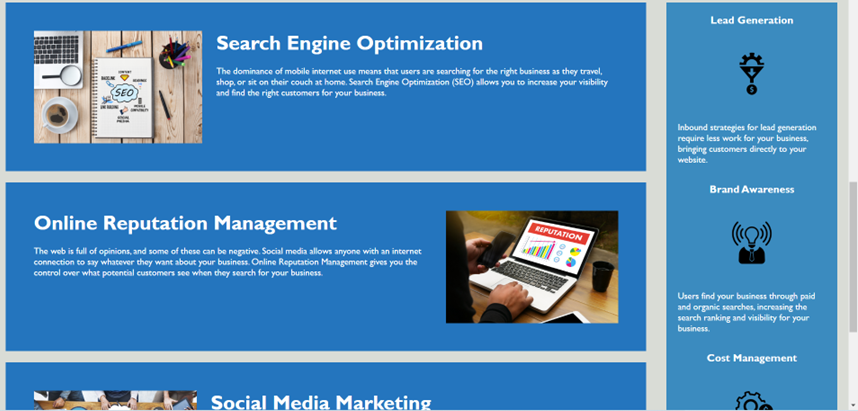 Search Engine Optimization
The dominance of mobile internet use means that users are searching for the right business as they travel,
shop, or sit on their couch at home. Search Engine Optimization (SEO) allows you to increase your visibility
and find the right customers for your business.
SEO
Online Reputation Management
The web is full of opinions, and some of these can be negative. Social media allows anyone with an internet
connection to say whatever they want about your business. Online Reputation Management gives you the
control over what potential customers see when they search for your business.
REPUTATION
Social Media Marketing
Lead Generation
$
Inbound strategies for lead generation
require less work for your business,
bringing customers directly to your
website.
Brand Awareness
Users find your business through paid
and organic searches, increasing the
search ranking and visibility for your
business.
Cost Management